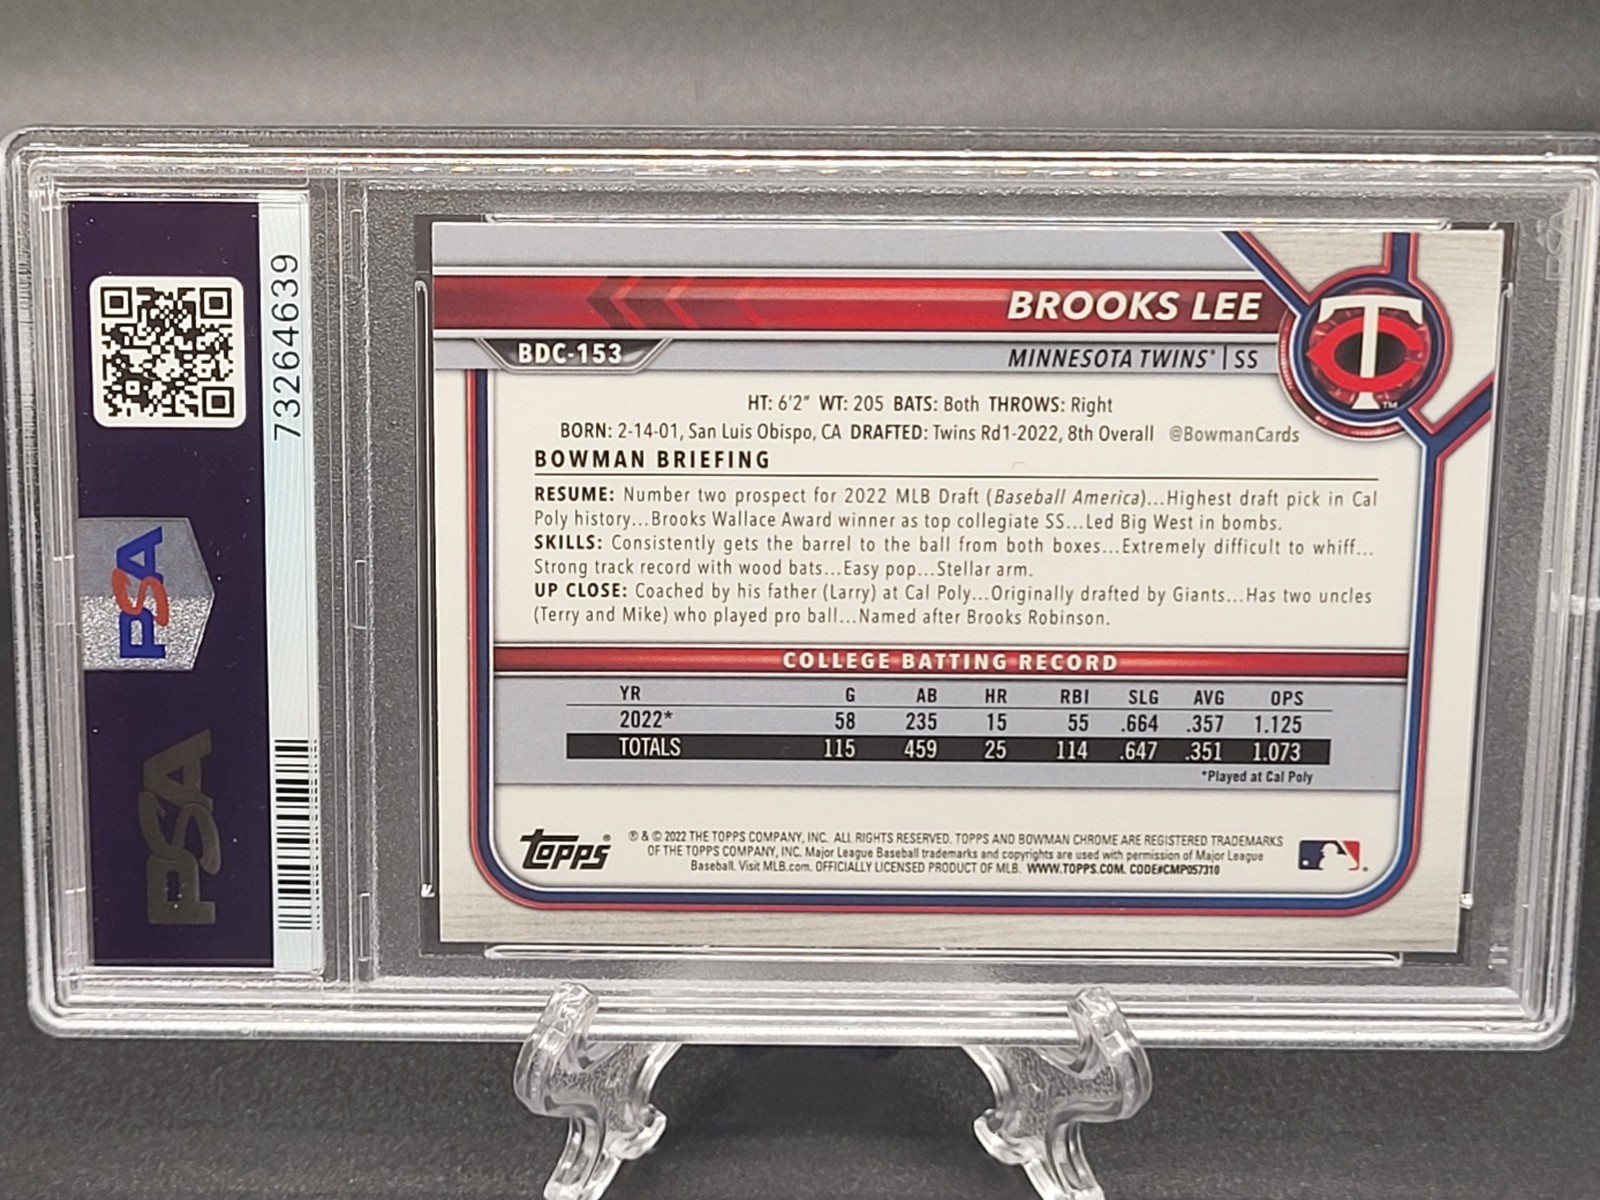 73264639
PSA
PSA
BROOKS LEE
BDC-153
MINNESOTA TWINS® | SS
TC
™
HT: 6'2" WT: 205 BATS: Both THROWS: Right
BORN: 2-14-01, San Luis Obispo, CA DRAFTED: Twins Rd1-2022, 8th Overall @BowmanCards
BOWMAN BRIEFING
RESUME: Number two prospect for 2022 MLB Draft (Baseball America)...Highest draft pick in Cal
Poly history...Brooks Wallace Award winner as top collegiate SS...Led Big West in bombs.
SKILLS: Consistently gets the barrel to the ball from both boxes...Extremely difficult to whiff...
Strong track record with wood bats...Easy pop...Stellar arm.
UP CLOSE: Coached by his father (Larry) at Cal Poly...Originally drafted by Giants...Has two uncles
(Terry and Mike) who played pro ball...Named after Brooks Robinson.
COLLEGE BATTING RECORD
YR G AB HR RBI SLG AVG OPS
2022* 58 235 15 55 .664 .357 1.125
TOTALS 115 459 25 114 .647 .351 1.073
*Played at Cal Poly
Topps®
® & © 2022 THE TOPPS COMPANY, INC. ALL RIGHTS RESERVED. TOPPS AND BOWMAN CHROME ARE REGISTERED TRADEMARKS
OF THE TOPPS COMPANY, INC. Major League Baseball trademarks and copyrights are used with permission of Major League
Baseball. Visit MLB.com. OFFICIALLY LICENSED PRODUCT OF MLB. WWW.TOPPS.COM. CODE#CMP057310